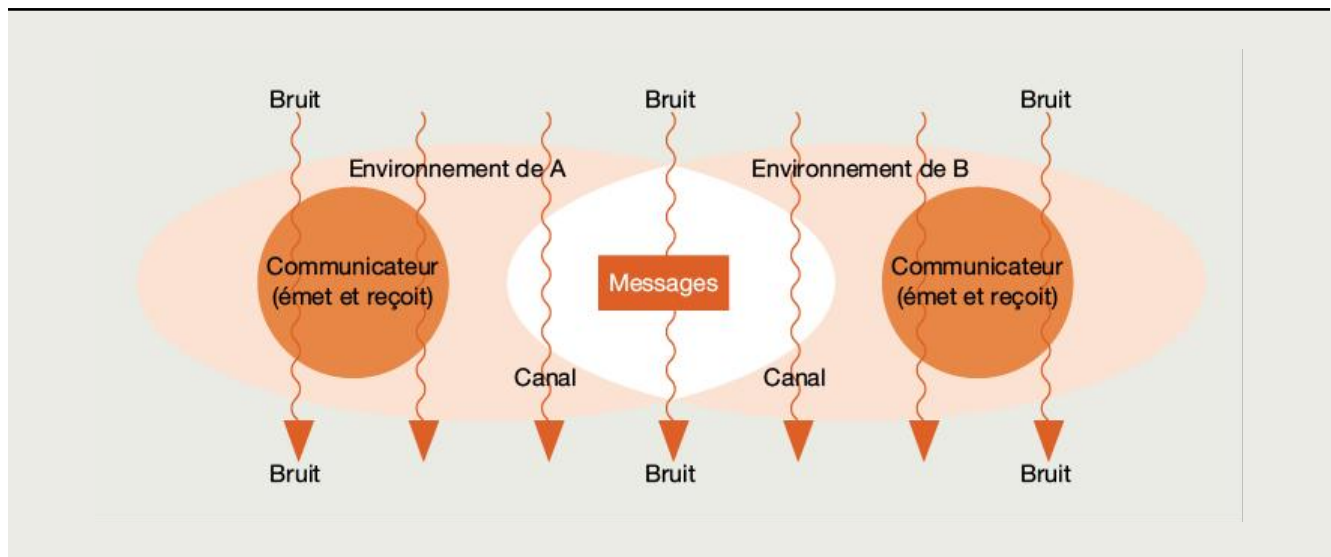 Bruit
Bruit
Bruit
Environnement de A
Environnement de B
Communicateur
(émet et reçoit)
Messages
Communicateur
(émet et reçoit)
Canal
Canal
Bruit
Bruit
Bruit